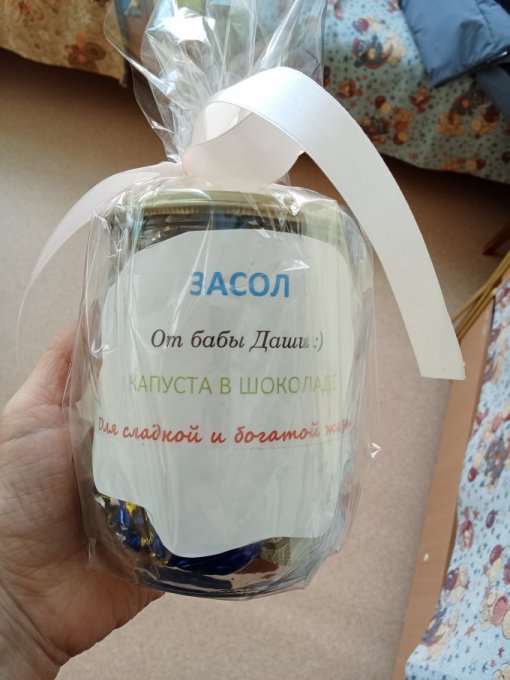 ЗАСОЛ
От бабы Даши :)
КАПУСТА В ШОКОЛАДЕ
Для сладкой и богатой